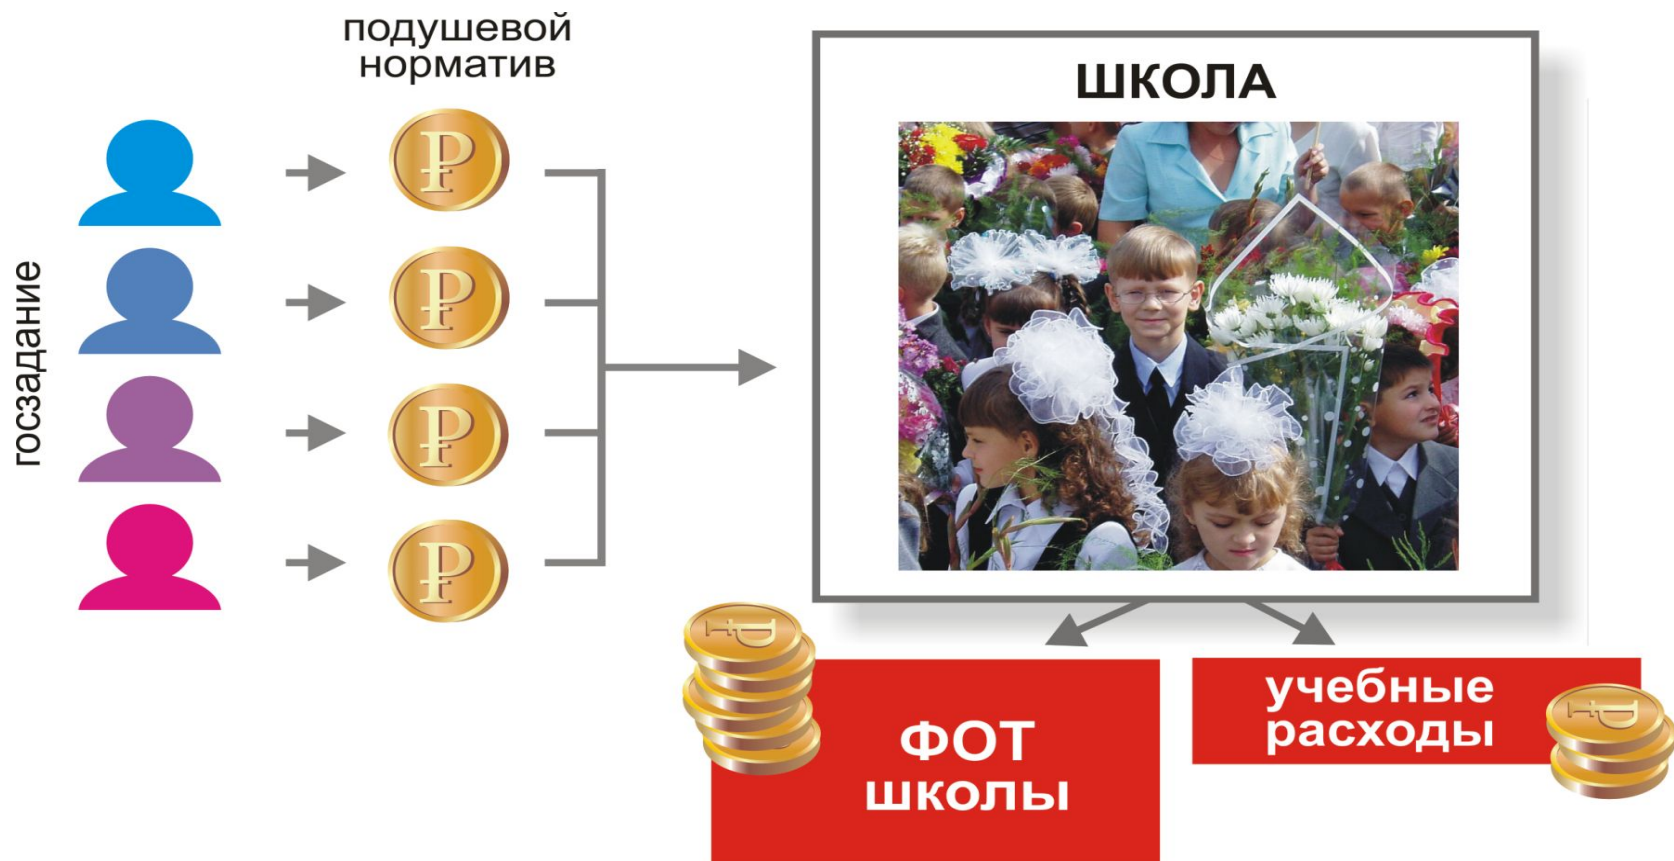 подушевой
норматив
госзадание
ШКОЛА
ФОТ
школы
учебные
расходы